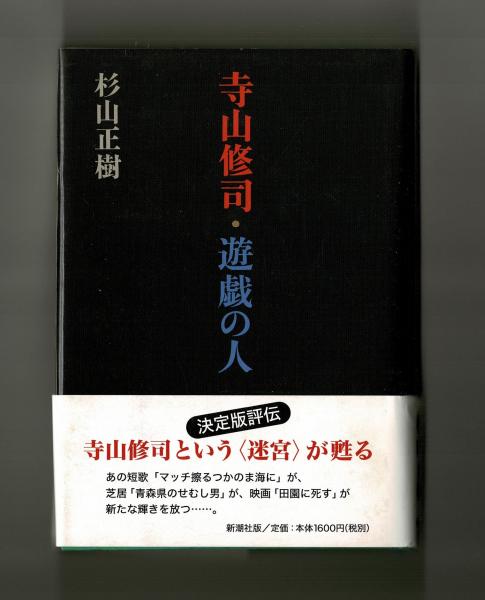 寺山修司・遊戯の人
杉山正樹
決定版評伝
寺山修司という〈迷宮〉が甦る
あの短歌「マッチ擦るつかのま海に」が、
芝居「青森県のせむし男」が、映画「田園に死す」が
新たな輝きを放つ……。
新潮社版／定価：本体1600円(税別)